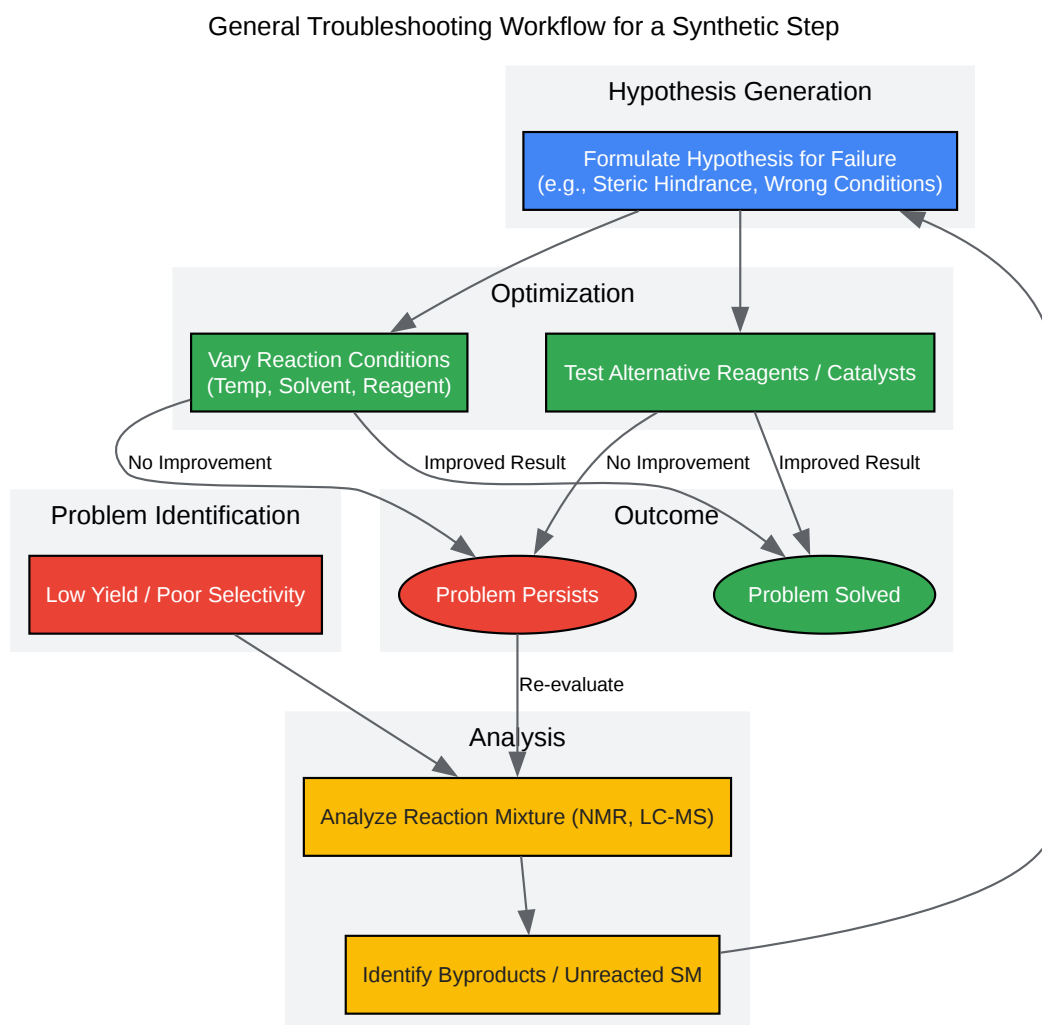 General Troubleshooting Workflow for a Synthetic Step
Hypothesis Generation
Formulate Hypothesis for Failure
(e.g., Steric Hindrance, Wrong Conditions)
Optimization
Vary Reaction Conditions
(Temp, Solvent, Reagent)
Test Alternative Reagents / Catalysts
No Improvement
Improved Result
No Improvement
Improved Result
Problem Identification
Outcome
Low Yield / Poor Selectivity
Problem Persists
Problem Solved
Re-evaluate
Analysis
Analyze Reaction Mixture (NMR, LC-MS)
Identify Byproducts / Unreacted SM